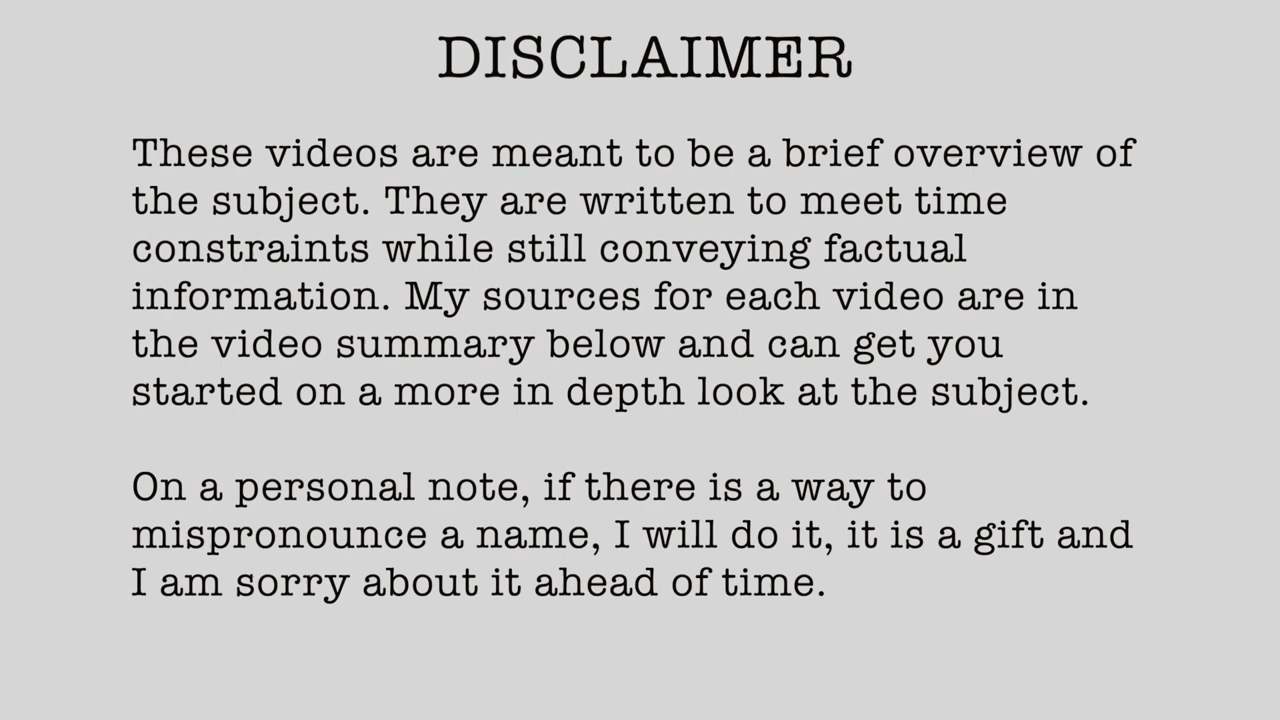 DISCLAIMER
These videos are meant to be a brief overview of
the subject. They are written to meet time
constraints while still conveying factual
information. My sources for each video are in
the video summary below and can get you
started on a more in depth look at the subject.
On a personal note, if there is a way to
mispronounce a name, I will do it, it is a gift and
I am sorry about it ahead of time.